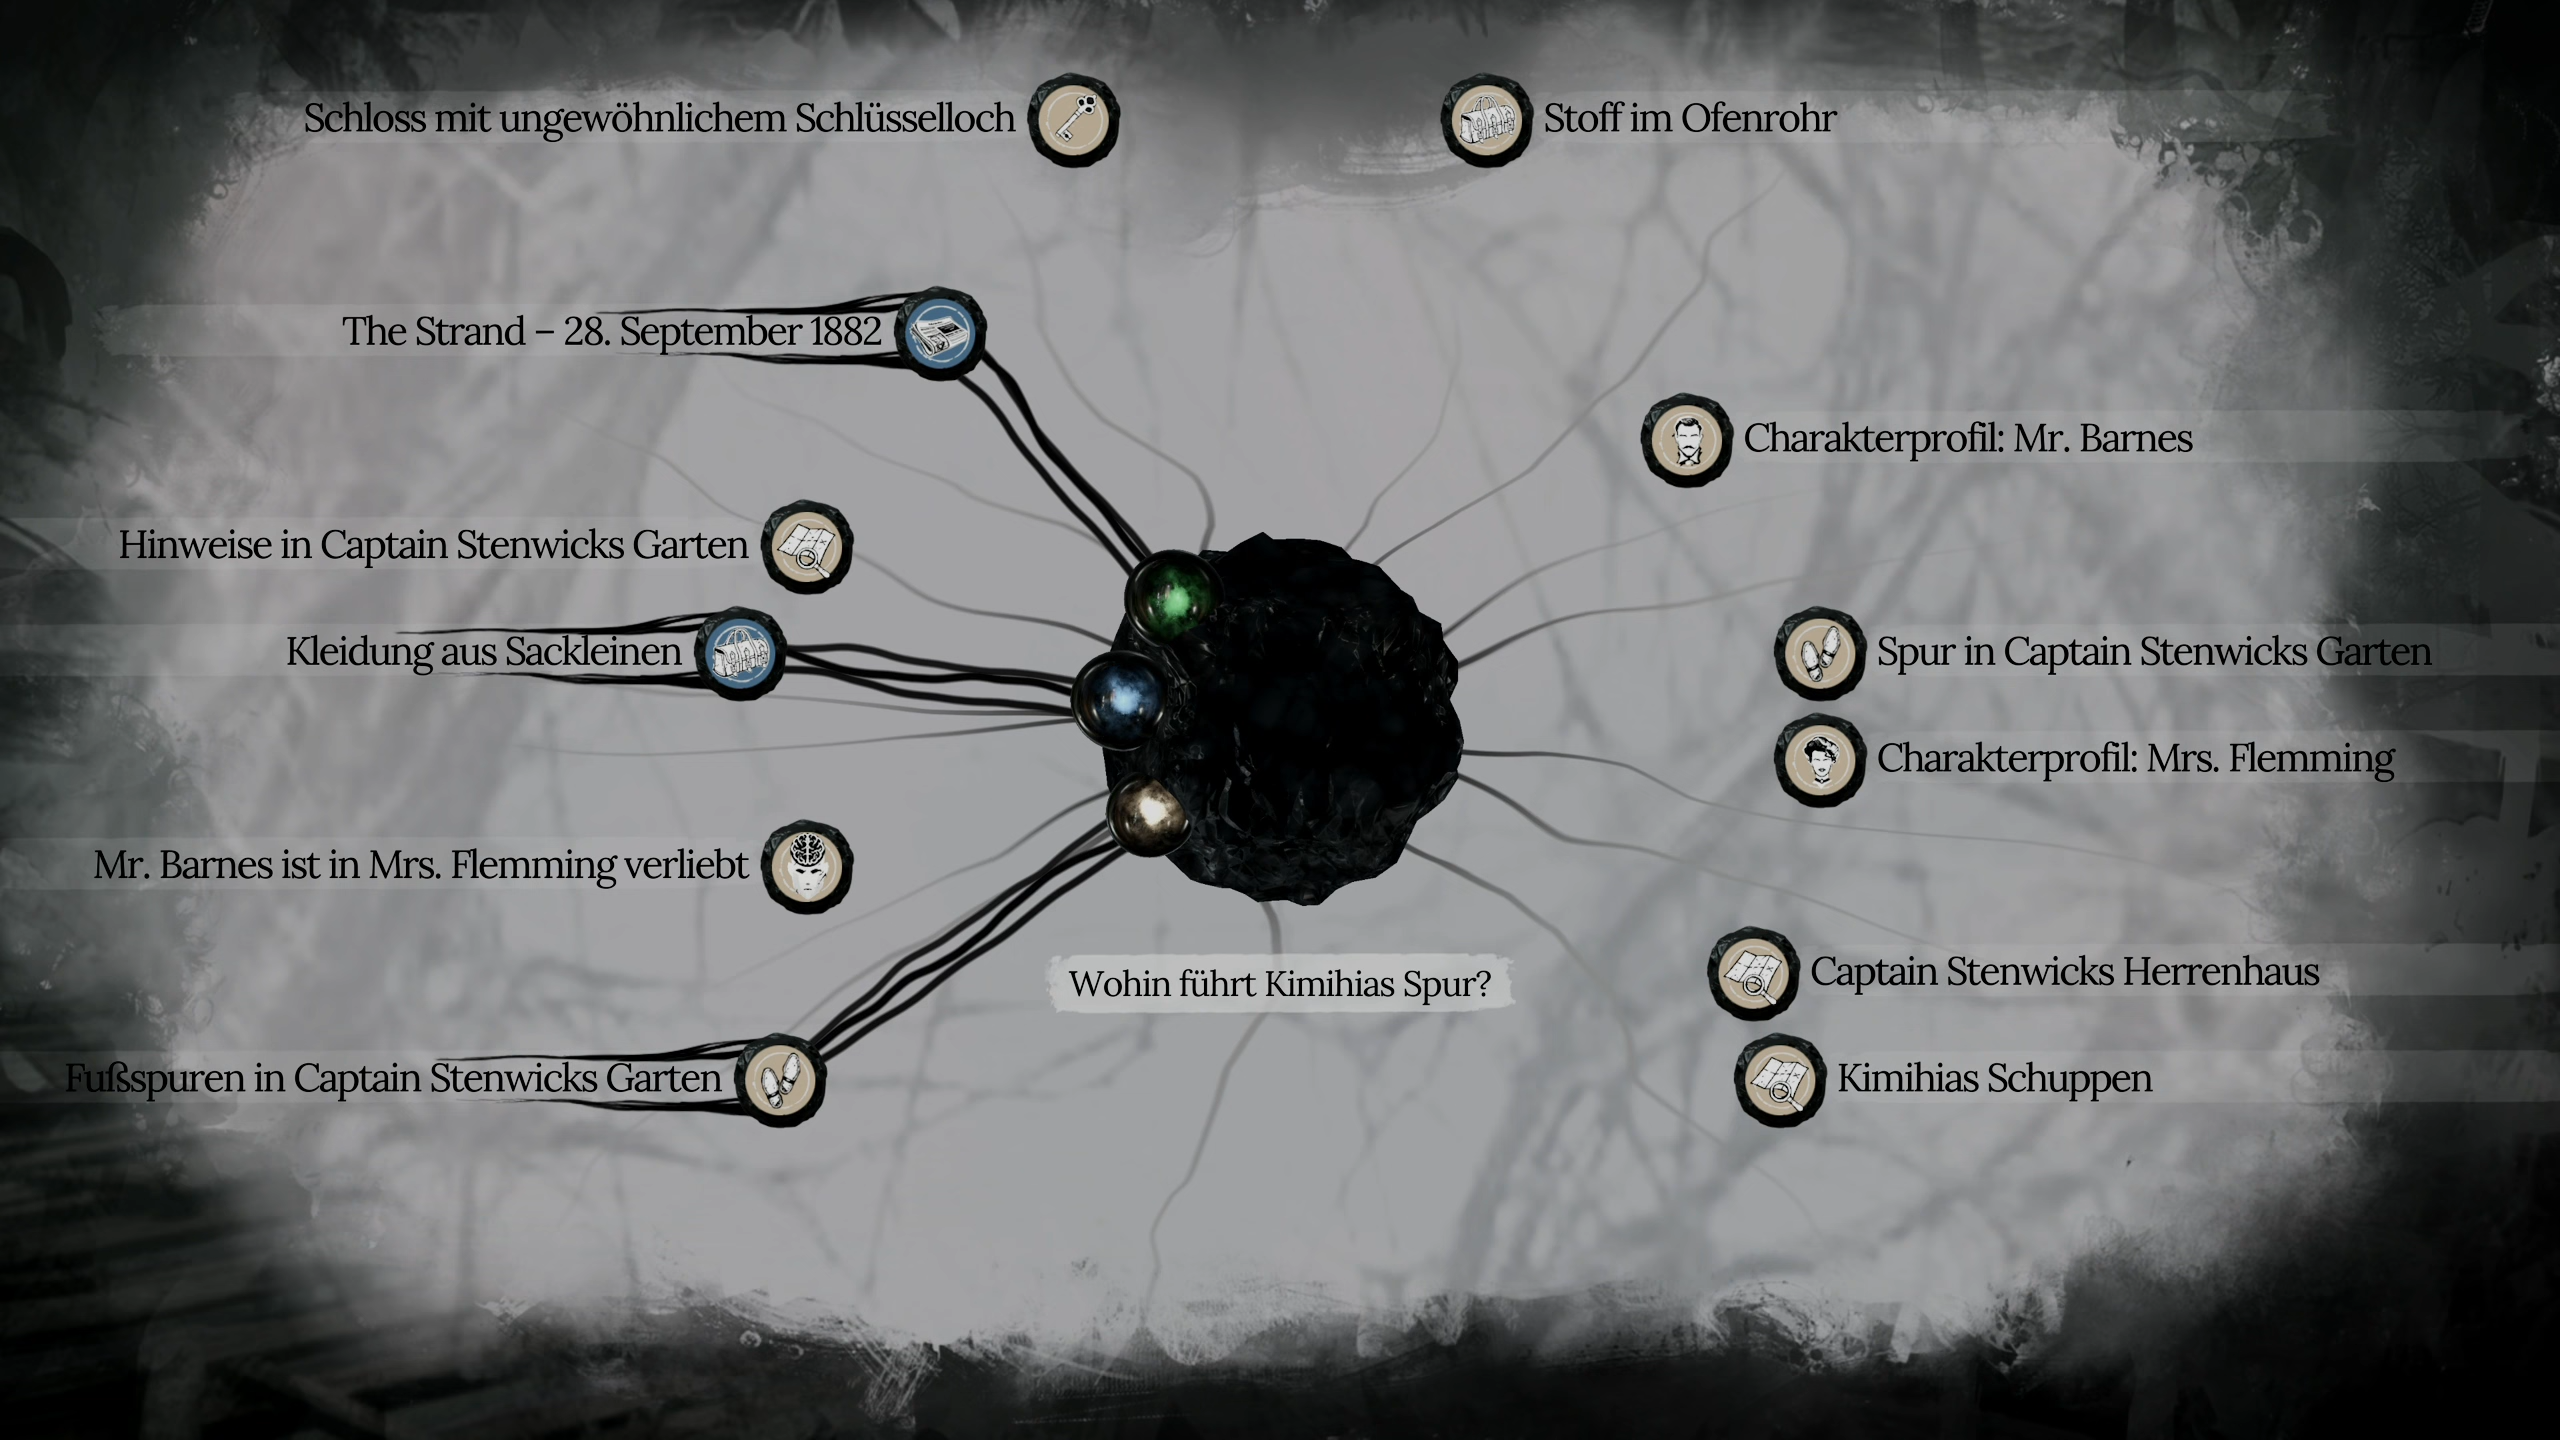 Schloss mit ungewöhnlichem Schlüsselloch
Stoff im Ofenrohr
The Strand – 28. September 1882
Charakterprofil: Mr. Barnes
Hinweise in Captain Stenwicks Garten
Kleidung aus Sackleinen
Spur in Captain Stenwicks Garten
Charakterprofil: Mrs. Flemming
Mr. Barnes ist in Mrs. Flemming verliebt
Captain Stenwicks Herrenhaus
Wohin führt Kimihias Spur?
Fußspuren in Captain Stenwicks Garten
Kimihias Schuppen